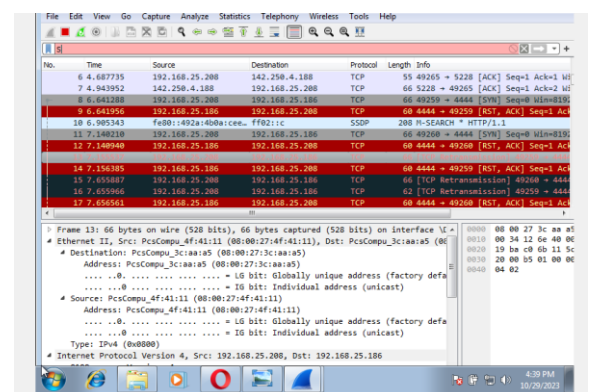 File Edit View Go Capture Analyze Statistics Telephony Wireless Tools Help
s
No. Time Source Destination Protocol Length Info
6 4.687735 192.168.25.208 142.250.4.188 TCP 55 49265 → 5228 [ACK] Seq=1 Ack=1 Wi
7 4.943952 142.250.4.188 192.168.25.208 TCP 66 5228 → 49265 [ACK] Seq=1 Ack=2 Wi
8 6.641288 192.168.25.208 192.168.25.186 TCP 66 49259 → 4444 [SYN] Seq=0 Win=819
9 6.641956 192.168.25.186 192.168.25.208 TCP 60 4444 → 49259 [RST, ACK] Seq=1 Ack
10 6.905343 fe80::492a:4b0a:cee… ff02::c SSDP 208 M-SEARCH * HTTP/1.1
11 7.140210 192.168.25.208 192.168.25.186 TCP 66 49260 → 4444 [SYN] Seq=0 Win=819
12 7.140940 192.168.25.186 192.168.25.208 TCP 60 4444 → 49260 [RST, ACK] Seq=1 Ack
14 7.156385 192.168.25.186 192.168.25.208 TCP 60 4444 → 49259 [RST, ACK] Seq=1 Ack
15 7.655887 192.168.25.208 192.168.25.186 TCP 66 [TCP Retransmission] 49260 → 444
16 7.655966 192.168.25.208 192.168.25.186 TCP 62 [TCP Retransmission] 49259 → 444
17 7.656561 192.168.25.186 192.168.25.208 TCP 60 4444 → 49260 [RST, ACK] Seq=1 Ack
Frame 13: 66 bytes on wire (528 bits), 66 bytes captured (528 bits) on interface \D
Ethernet II, Src: PcsCompu_4f:41:11 (08:00:27:4f:41:11), Dst: PcsCompu_3c:aa:a5 (08
Destination: PcsCompu_3c:aa:a5 (08:00:27:3c:aa:a5)
Address: PcsCompu_3c:aa:a5 (08:00:27:3c:aa:a5)
.... ..0. .... .... .... .... = LG bit: Globally unique address (factory defa
.... ...0 .... .... .... .... = IG bit: Individual address (unicast)
Source: PcsCompu_4f:41:11 (08:00:27:4f:41:11)
Address: PcsCompu_4f:41:11 (08:00:27:4f:41:11)
.... ..0. .... .... .... .... = LG bit: Globally unique address (factory defa
.... ...0 .... .... .... .... = IG bit: Individual address (unicast)
Type: IPv4 (0x0800)
Internet Protocol Version 4, Src: 192.168.25.208, Dst: 192.168.25.186
0000 08 00 27 3c aa a5
0010 00 34 12 6e 40 00
0020 19 ba c0 6b 11 5c
0030 20 00 b5 01 00 00
0040 04 02
4:39 PM
10/29/2023